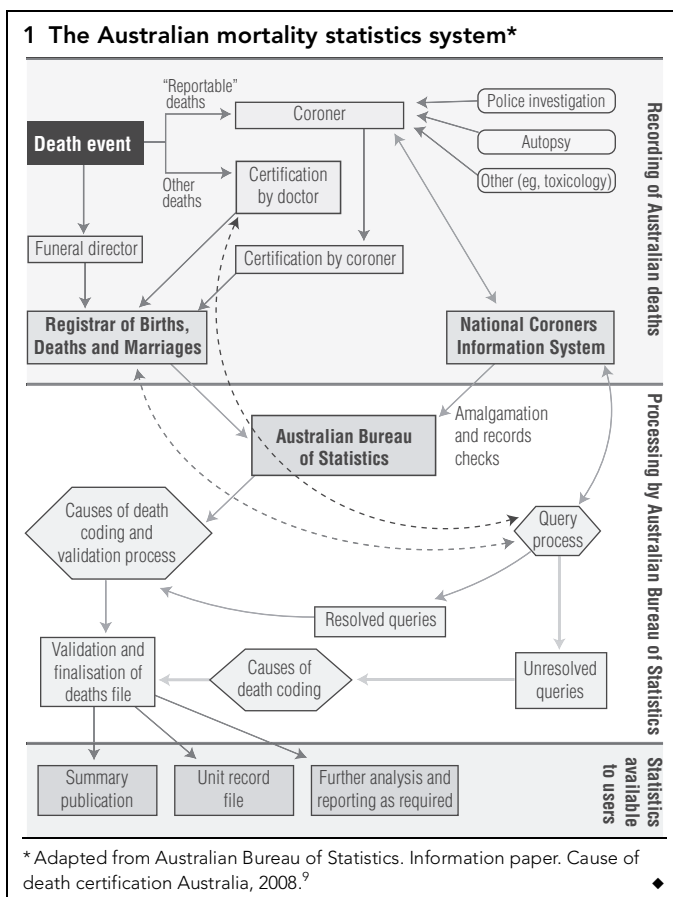 1 The Australian mortality statistics system*
“Reportable”
deaths
Coroner
Police investigation
Autopsy
Other (eg, toxicology)
Death event
Other
deaths
Certification
by doctor
Funeral director
Certification by coroner
Registrar of Births,
Deaths and Marriages
National Coroners
Information System
Recording of Australian deaths
Australian Bureau
of Statistics
Amalgamation
and records
checks
Causes of death
coding and
validation process
Query
process
Resolved queries
Validation and
finalisation of
deaths file
Causes of
death coding
Unresolved
queries
Processing by Australian Bureau of Statistics
Summary
publication
Unit record
file
Further analysis and
reporting as required
Statistics
available
to users
* Adapted from Australian Bureau of Statistics. Information paper. Cause of
death certification Australia, 2008.9